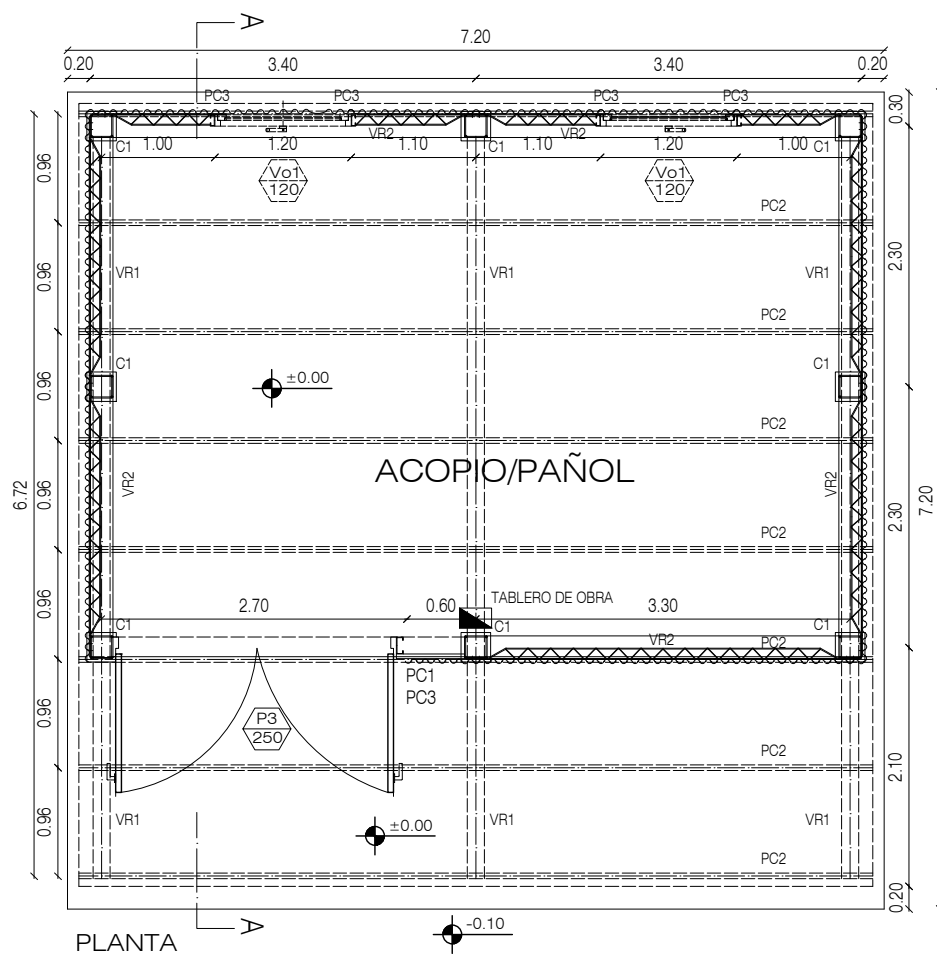 A
7.20
0.20
3.40
3.40
0.20
PC3
PC3
PC3
PC3
0.30
VR2
VR2
C1
C1
C1
1.00
1.20
1.10
1.10
1.20
1.00
0.96
Vo1
120
Vo1
120
PC2
0.96
VR1
VR1
VR1
2.30
PC2
0.96
C1
C1
±0.00
PC2
0.96
ACOPIO/PAÑOL
6.72
VR2
VR2
2.30
7.20
PC2
0.96
2.70
0.60
TABLERO DE OBRA
3.30
C1
C1
C1
VR2
PC2
PC1
PC3
0.96
P3
250
PC2
2.10
0.96
VR1
±0.00
VR1
VR1
PC2
0.20
A
-0.10
PLANTA